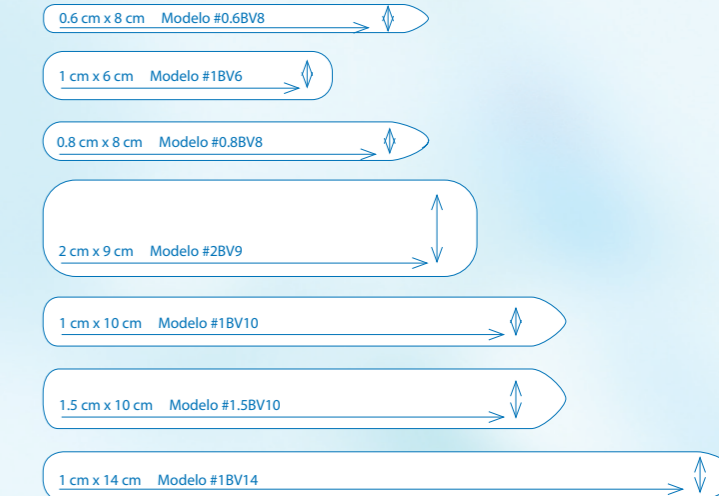 0.6 cm x 8 cm Modelo #0.6BV8
1 cm x 6 cm Modelo #1BV6
0.8 cm x 8 cm Modelo #0.8BV8
2 cm x 9 cm Modelo #2BV9
1 cm x 10 cm Modelo #1BV10
1.5 cm x 10 cm Modelo #1.5BV10
1 cm x 14 cm Modelo #1BV14